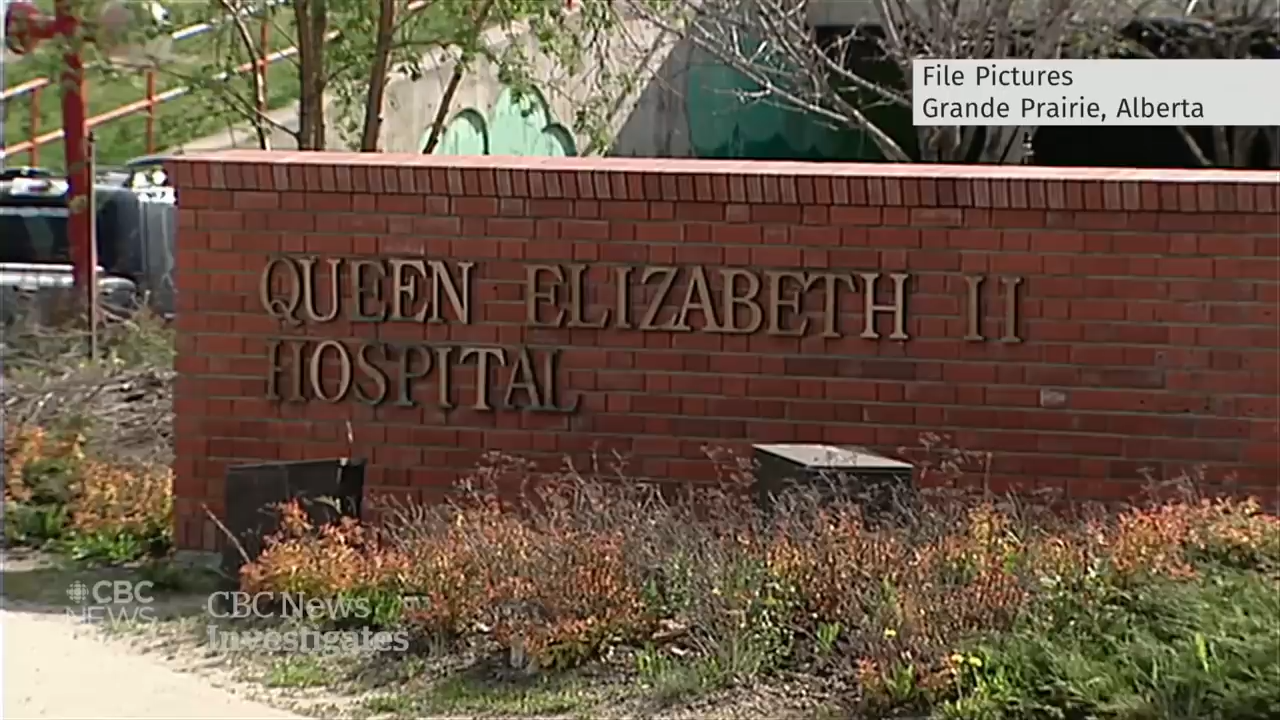 File Pictures
Grande Prairie, Alberta
QUEEN ELIZABETH II
HOSPITAL
CBC
NEWS
CBC News
Investigates